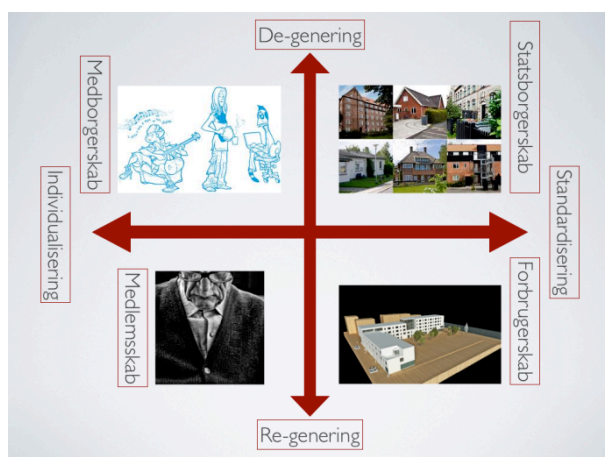 De-genering
Medborgerskab
Statsborgerskab
Individualisering
Standardisering
Medlemsskab
Forbrugerskab
Re-genering